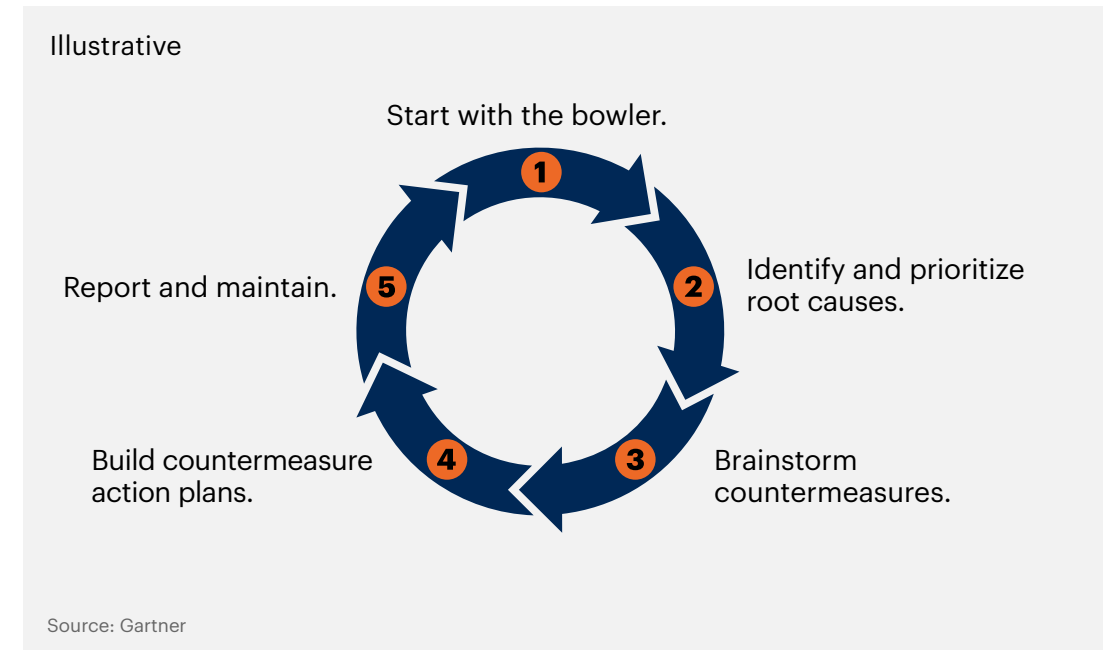 Illustrative
Start with the bowler.
1
2
Identify and prioritize
root causes.
3
Brainstorm
countermeasures.
4
Build countermeasure
action plans.
5
Report and maintain.
Source: Gartner